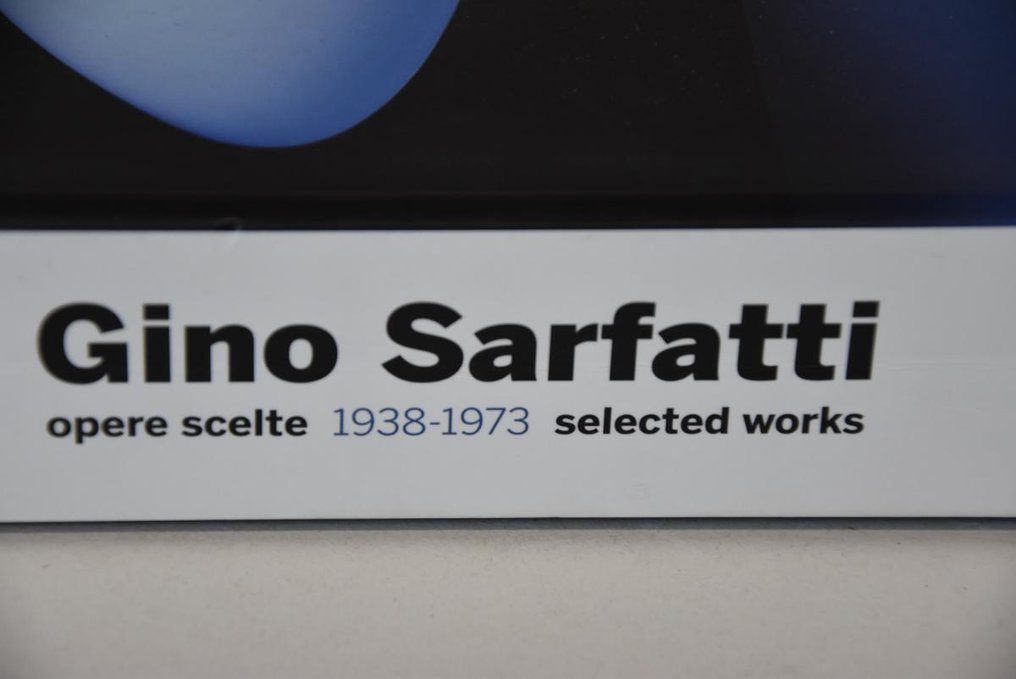 Gino Sarfatti
opere scelte 1938-1973 selected works